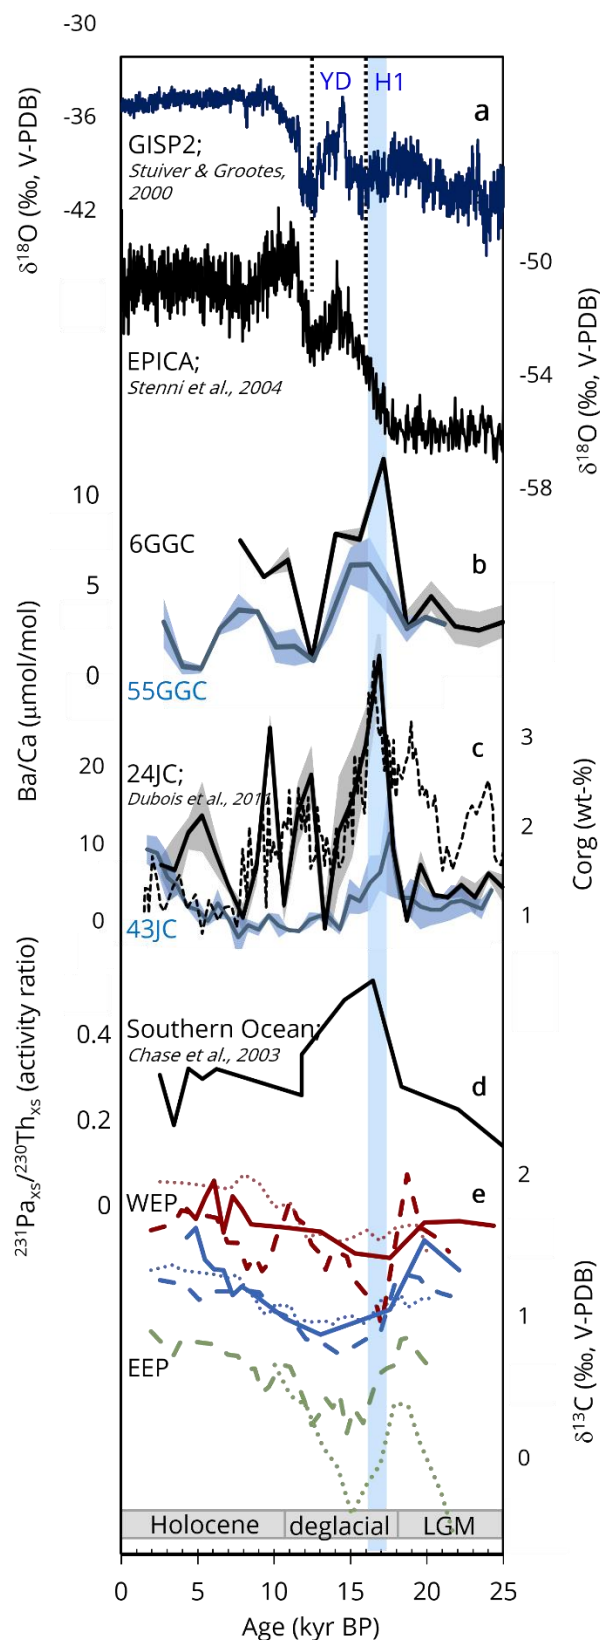 -30
YD
H1
a
-36
GISP2;
Stuiver & Grootes,
2000
-42
δ18O (‰, V-PDB)
-50
EPICA;
Stenni et al., 2004
-54
-58
δ18O (‰, V-PDB)
10
6GGC
b
5
0
55GGC
Ba/Ca (μmol/mol)
3
c
24JC;
Dubois et al., 2011
20
2
10
0
1
43JC
Corg (wt-%)
Southern Ocean;
Chase et al., 2003
0.4
d
0.2
0
231Paxs/230Thxs (activity ratio)
2
e
WEP
1
EEP
0
δ13C (‰, V-PDB)
Holocene
deglacial
LGM
0
5
10
15
20
25
Age (kyr BP)